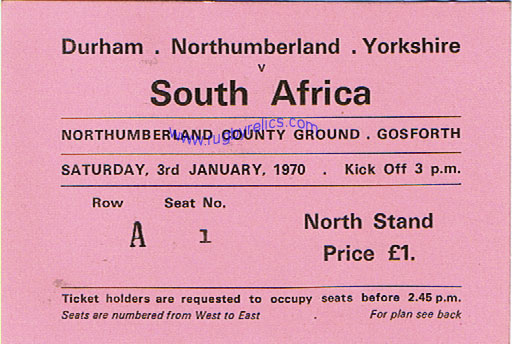 Durham . Northumberland . Yorkshire
v
South Africa
NORTHUMBERLAND COUNTY GROUND . GOSFORTH
www.rugbyrelics.com
SATURDAY, 3rd JANUARY, 1970 . Kick Off 3 p.m.
Row Seat No.
A 1
North Stand
Price £1.
Ticket holders are requested to occupy seats before 2.45 p.m.
Seats are numbered from West to East . For plan see back